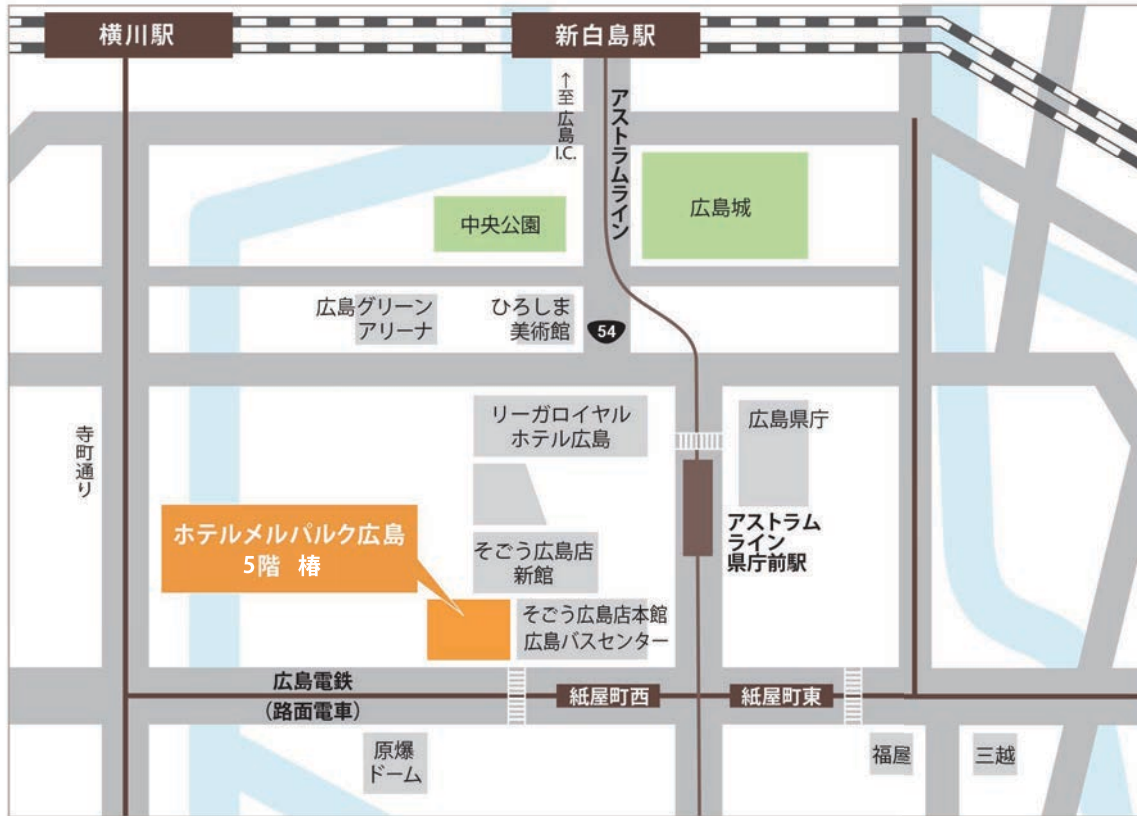 横川駅
新白島駅
↑至 広島I.C.
アストラムライン
中央公園
広島城
広島グリーン
アリーナ
ひろしま
美術館
54
寺町通り
リーガロイヤル
ホテル広島
広島県庁
ホテルメルパルク広島
5階 椿
そごう広島店
新館
アストラム
ライン
県庁前駅
そごう広島店本館
広島バスセンター
広島電鉄
(路面電車)
紙屋町西
紙屋町東
原爆
ドーム
福屋
三越